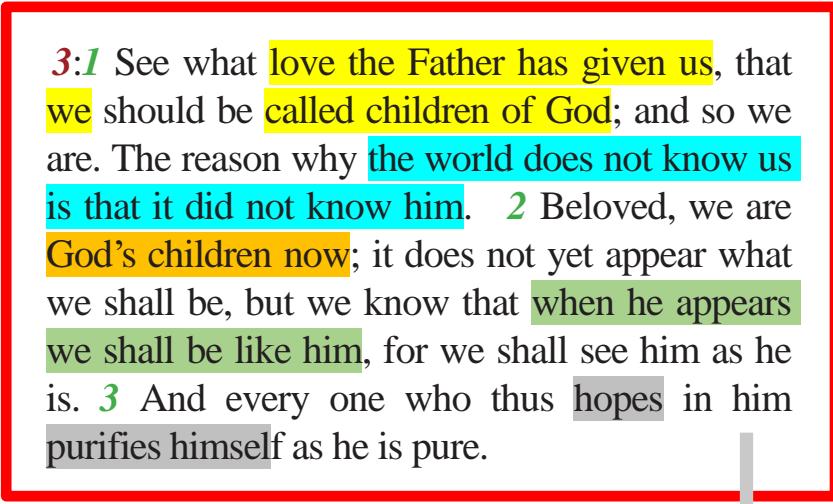 3:1 See what love the Father has given us, that
we should be called children of God; and so we
are. The reason why the world does not know us
is that it did not know him. 2 Beloved, we are
God’s children now; it does not yet appear what
we shall be, but we know that when he appears
we shall be like him, for we shall see him as he
is. 3 And every one who thus hopes in him
purifies himself as he is pure.